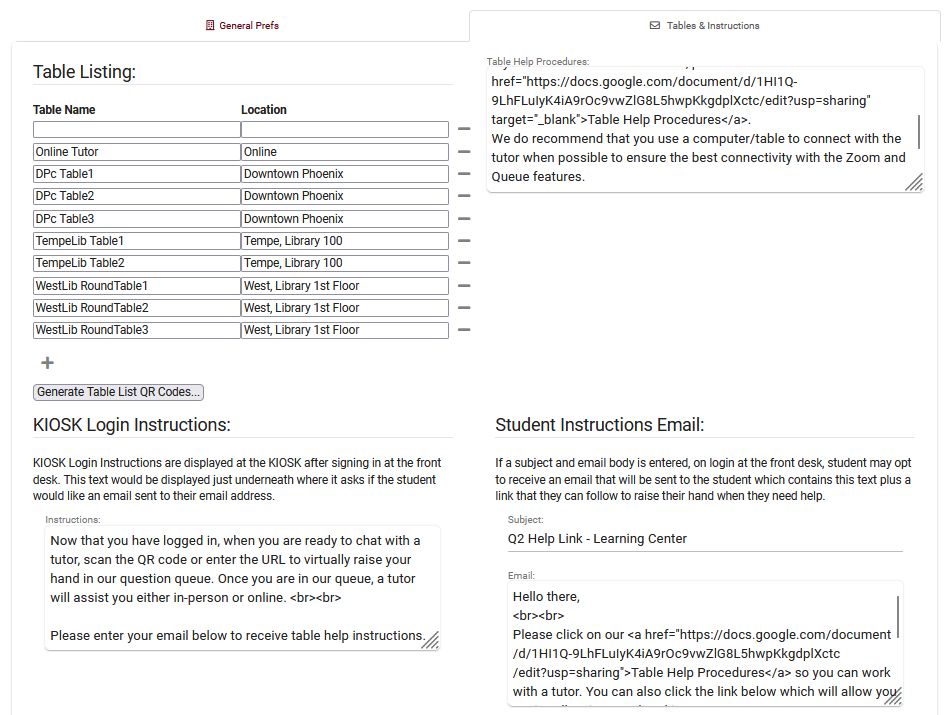 General Prefs
Tables & Instructions
Table Listing:
Table Name Location
Online Tutor Online
DPc Table1 Downtown Phoenix
DPc Table2 Downtown Phoenix
DPc Table3 Downtown Phoenix
TempeLib Table1 Tempe, Library 100
TempeLib Table2 Tempe, Library 100
WestLib RoundTable1 West, Library 1st Floor
WestLib RoundTable2 West, Library 1st Floor
WestLib RoundTable3 West, Library 1st Floor
Generate Table List QR Codes...
Table Help Procedures:
href="https://docs.google.com/document/d/1HI1Q-
9LhFLuIyK4iA9rOc9vwZlG8L5hwpKkgdplXctc/edit?usp=sharing"
target="_blank">Table Help Procedures</a>.
We do recommend that you use a computer/table to connect with the
tutor when possible to ensure the best connectivity with the Zoom and
Queue features.
KIOSK Login Instructions:
KIOSK Login Instructions are displayed at the KIOSK after signing in at the front
desk. This text would be displayed just underneath where it asks if the student
would like an email sent to their email address.
Instructions:
Now that you have logged in, when you are ready to chat with a
tutor, scan the QR code or enter the URL to virtually raise your
hand in our question queue. Once you are in our queue, a tutor
will assist you either in-person or online. <br><br>
Please enter your email below to receive table help instructions.
Student Instructions Email:
If a subject and email body is entered, on login at the front desk, student may opt
to receive an email that will be sent to the student which contains this text plus a
link that they can follow to raise their hand when they need help.
Subject:
Q2 Help Link - Learning Center
Email:
Hello there,
<br><br>
Please click on our <a href="https://docs.google.com/document
/d/1HI1Q-9LhFLuIyK4iA9rOc9vwZlG8L5hwpKkgdplXctc
/edit?usp=sharing">Table Help Procedures</a> so you can work
with a tutor. You can also click the link below which will allow you